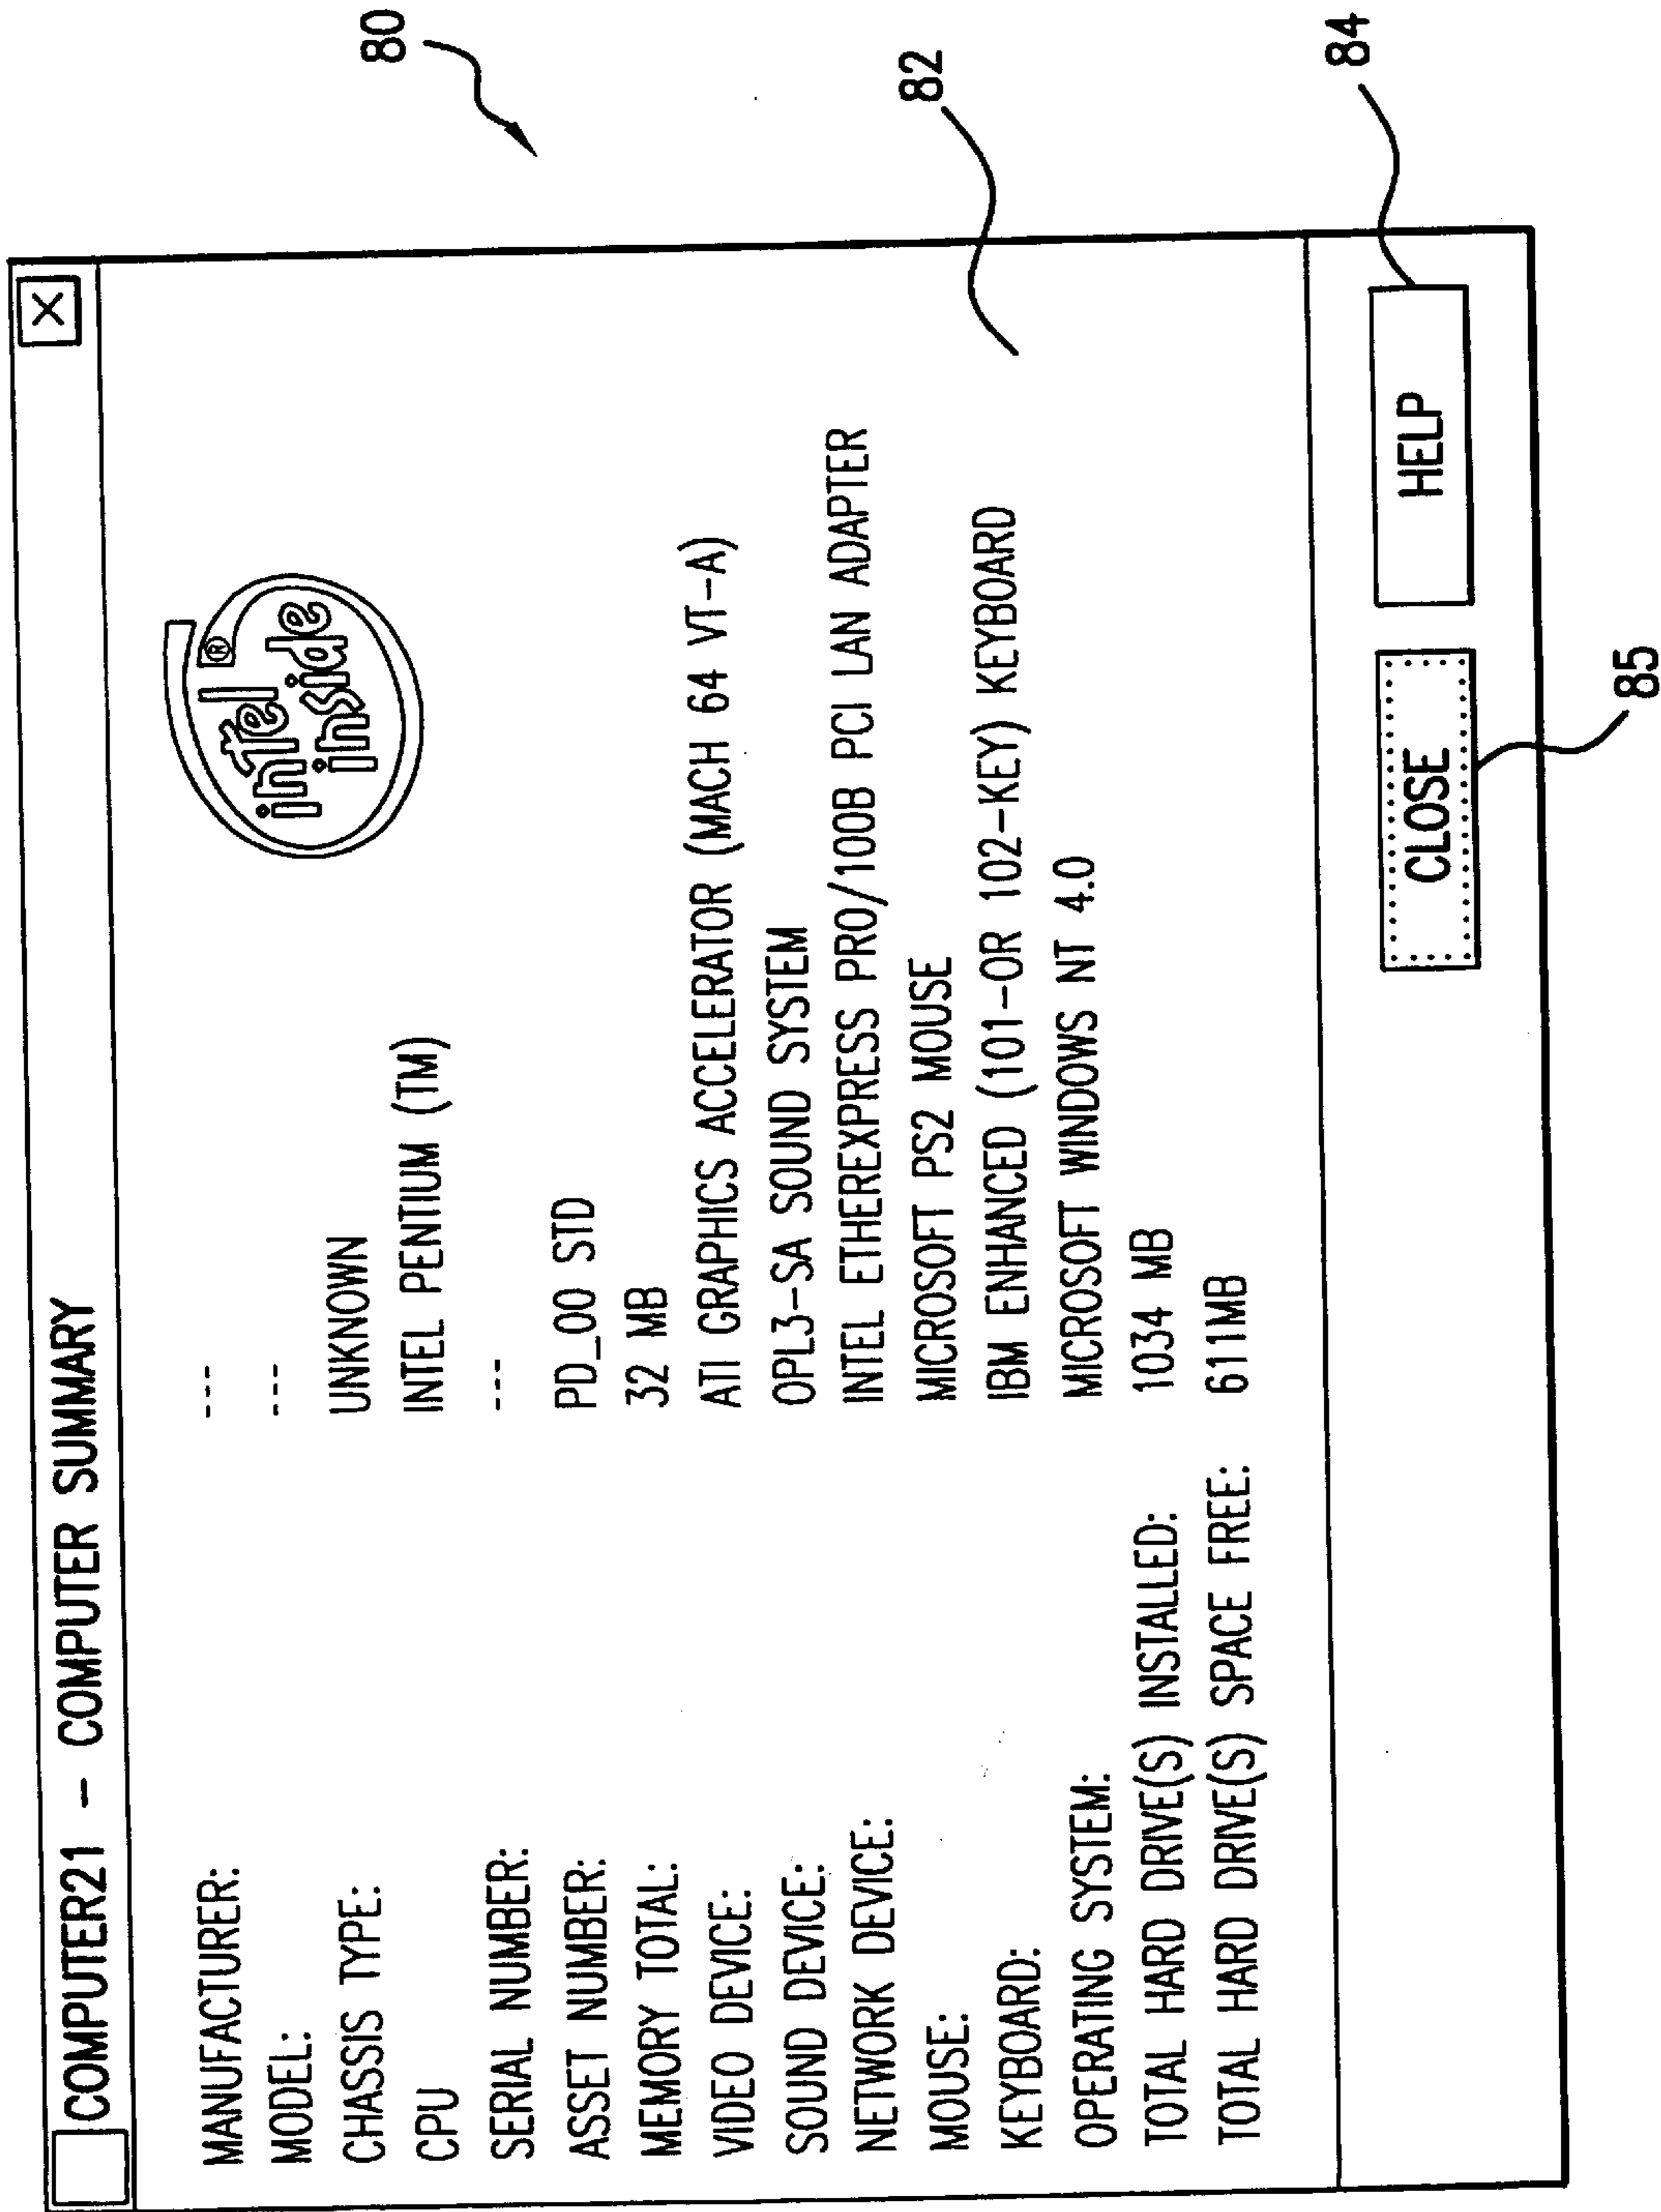 COMPUTER21 - COMPUTER SUMMARY X
intel®
inside
MANUFACTURER: ---
MODEL: ---
CHASSIS TYPE: UNKNOWN
CPU INTEL PENTIUM (TM)
SERIAL NUMBER: ---
ASSET NUMBER: PD_00 STD
MEMORY TOTAL: 32 MB
VIDEO DEVICE: ATI GRAPHICS ACCELERATOR (MACH 64 VT-A)
SOUND DEVICE: OPL3-SA SOUND SYSTEM
NETWORK DEVICE: INTEL ETHEREXPRESS PRO/100B PCI LAN ADAPTER
MOUSE: MICROSOFT PS2 MOUSE
KEYBOARD: IBM ENHANCED (101-OR 102-KEY) KEYBOARD
OPERATING SYSTEM: MICROSOFT WINDOWS NT 4.0
TOTAL HARD DRIVE(S) INSTALLED: 1034 MB
TOTAL HARD DRIVE(S) SPACE FREE: 611MB
CLOSE HELP
80
82
84
85